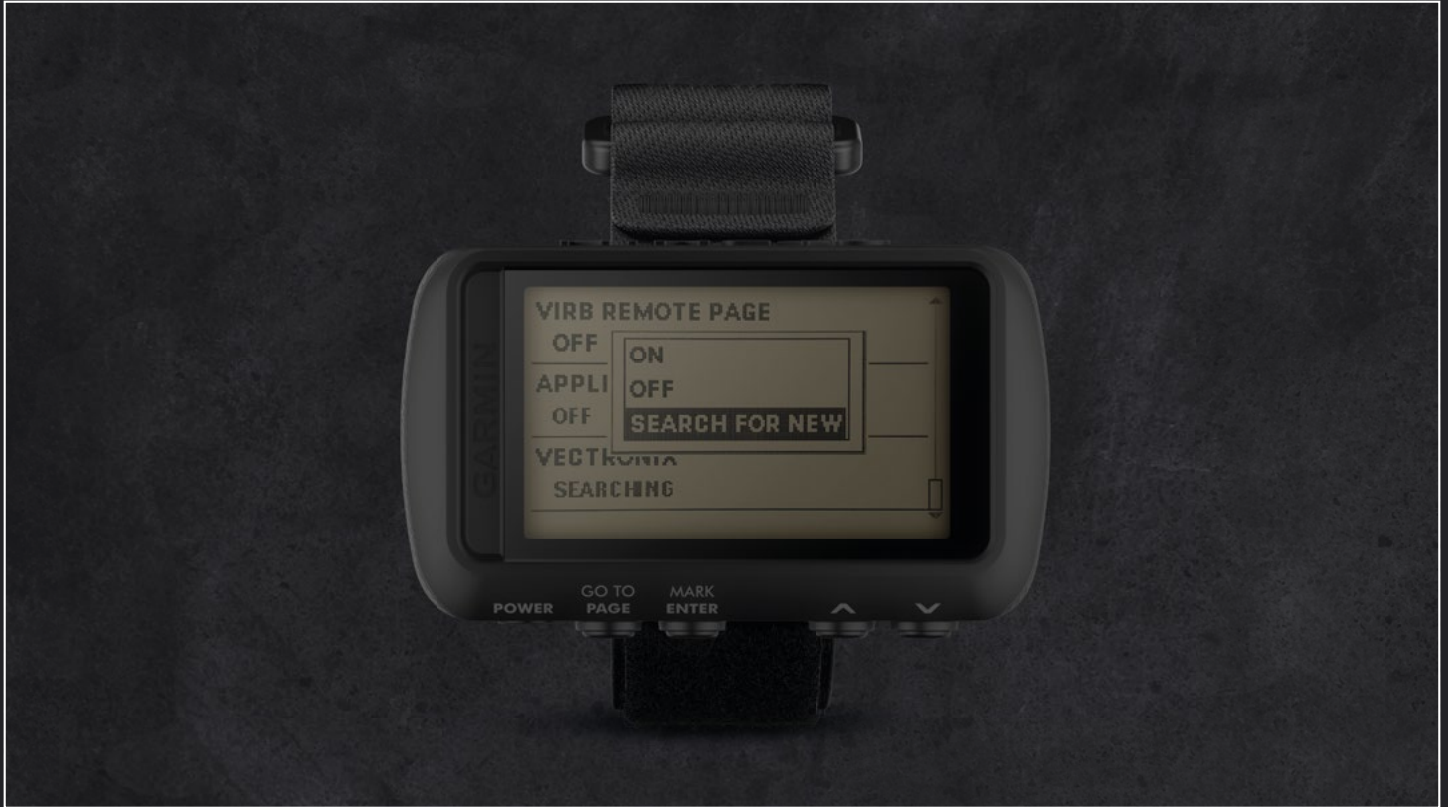 VIRB REMOTE PAGE
OFF
ON
APPLI
OFF
OFF
SEARCH FOR NEW
VECTRONIX
SEARCHING
GARMIN
GO TO
MARK
POWER
PAGE
ENTER